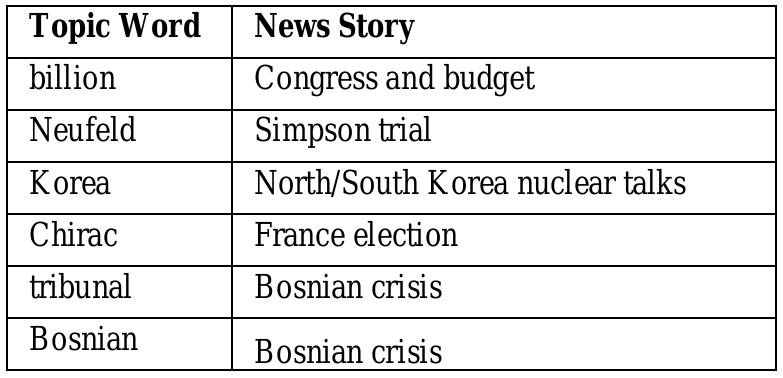 Topic Word News Story
billion Congress and budget
Neufeld Simpson trial
Korea North/South Korea nuclear talks
Chirac France election
tribunal Bosnian crisis
Bosnian Bosnian crisis